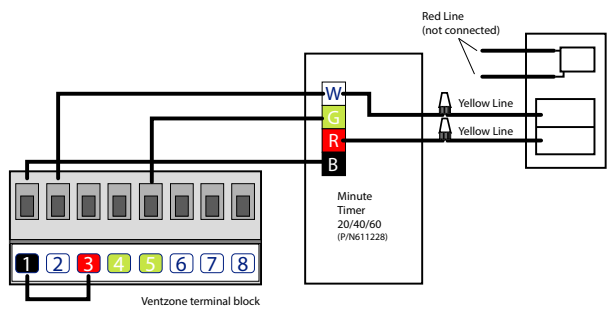 Red Line
(not connected)
W
G
R
B
Yellow Line
Yellow Line
Minute
Timer
20/40/60
(P/N611228)
1 2 3 4 5 6 7 8
Ventzone terminal block